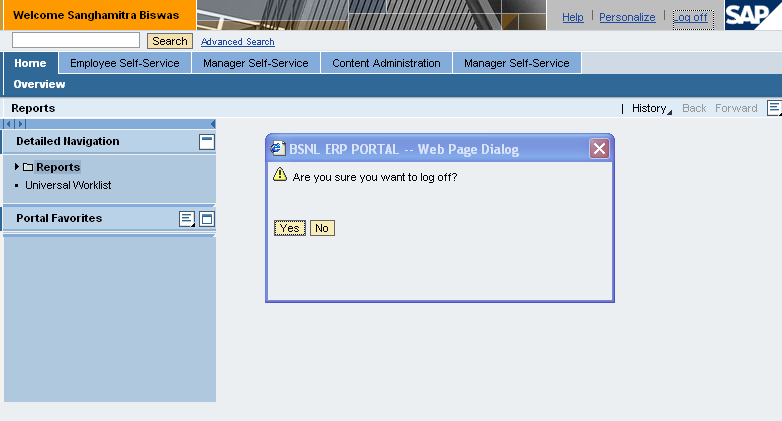 Welcome Sanghamitra Biswas
Help Personalize Log off SAP
Search Advanced Search
Home Employee Self-Service Manager Self-Service Content Administration Manager Self-Service
Overview
Reports History Back Forward
Detailed Navigation
Reports
Universal Worklist
Portal Favorites
BSNL ERP PORTAL -- Web Page Dialog
Are you sure you want to log off?
Yes No